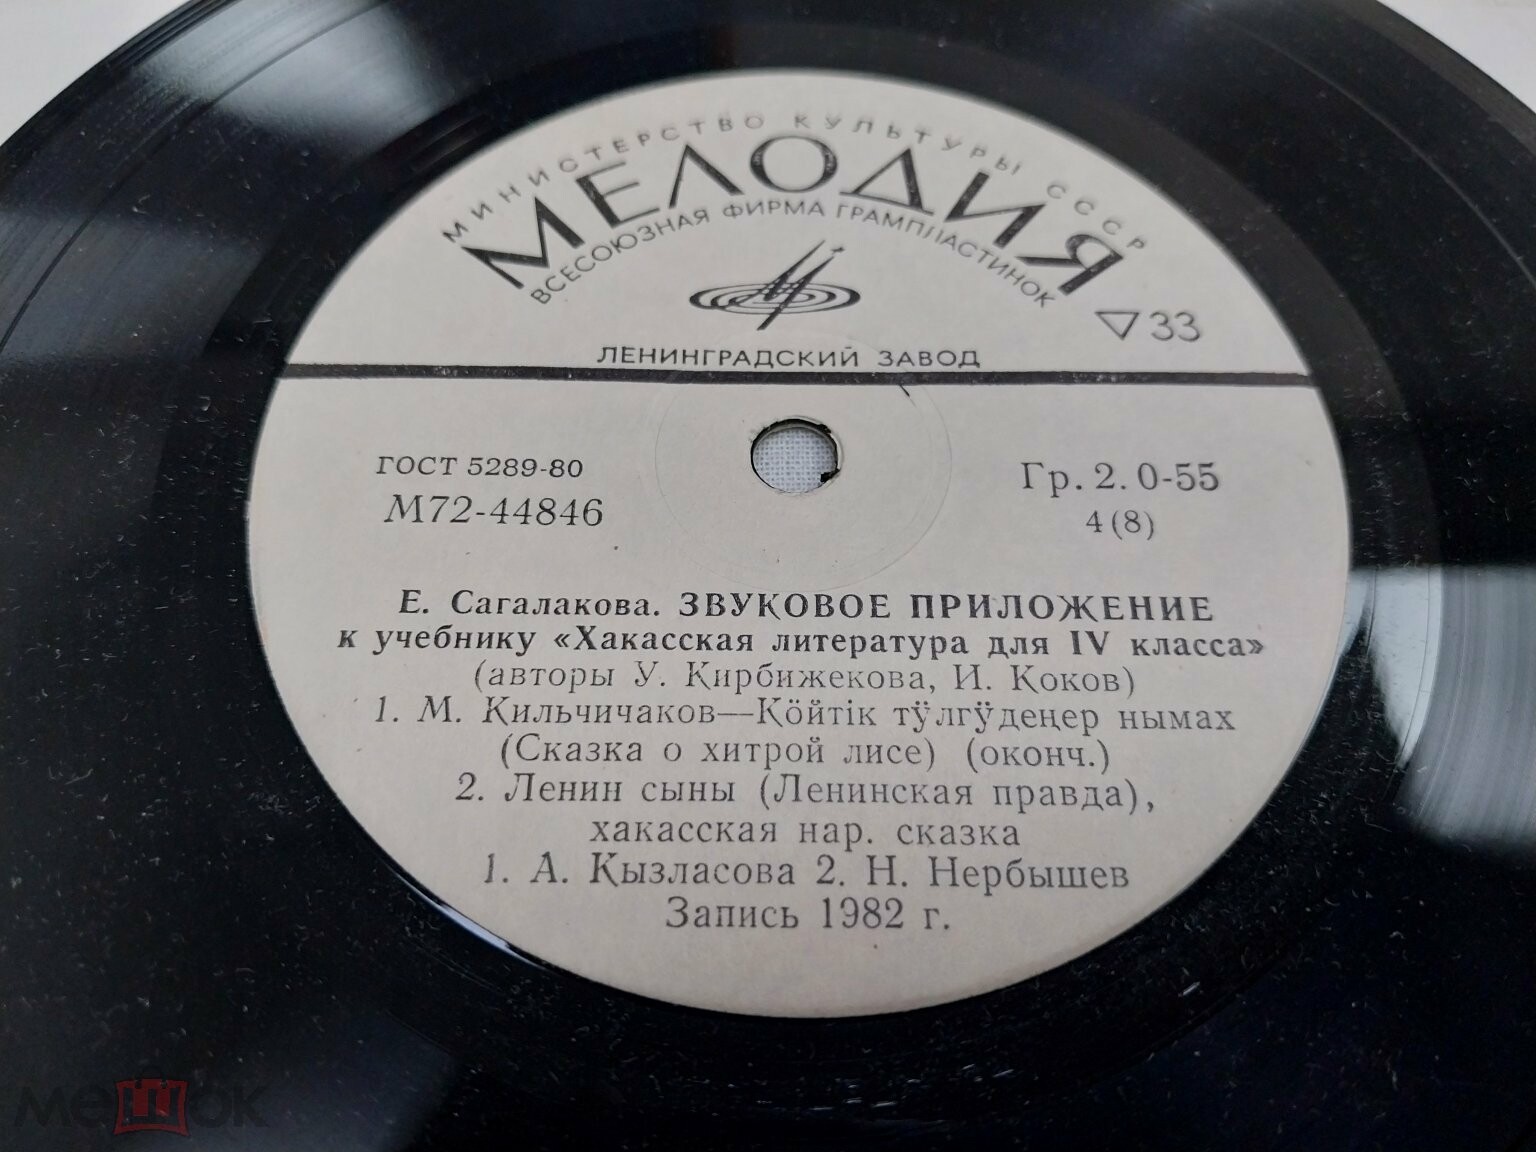 МИНИСТЕРСТВО КУЛЬТУРЫ СССР
МЕЛОДИЯ
ВСЕСОЮЗНАЯ ФИРМА ГРАМПЛАСТИНОК
▽33
ЛЕНИНГРАДСКИЙ ЗАВОД
ГОСТ 5289-80
М72-44846
Гр. 2. 0-55
4(8)
Е. Сагалакова. ЗВУКОВОЕ ПРИЛОЖЕНИЕ
к учебнику «Хакасская литература для IV класса»
(авторы У. Кирбижекова, И. Коков)
1. М. Кильчичаков—Кӧйтiк тӱлгӱдеңер нымах
(Сказка о хитрой лисе) (оконч.)
2. Ленин сыны (Ленинская правда),
хакасская нар. сказка
1. А. Кызласова 2. Н. Нербышев
Запись 1982 г.
мешок